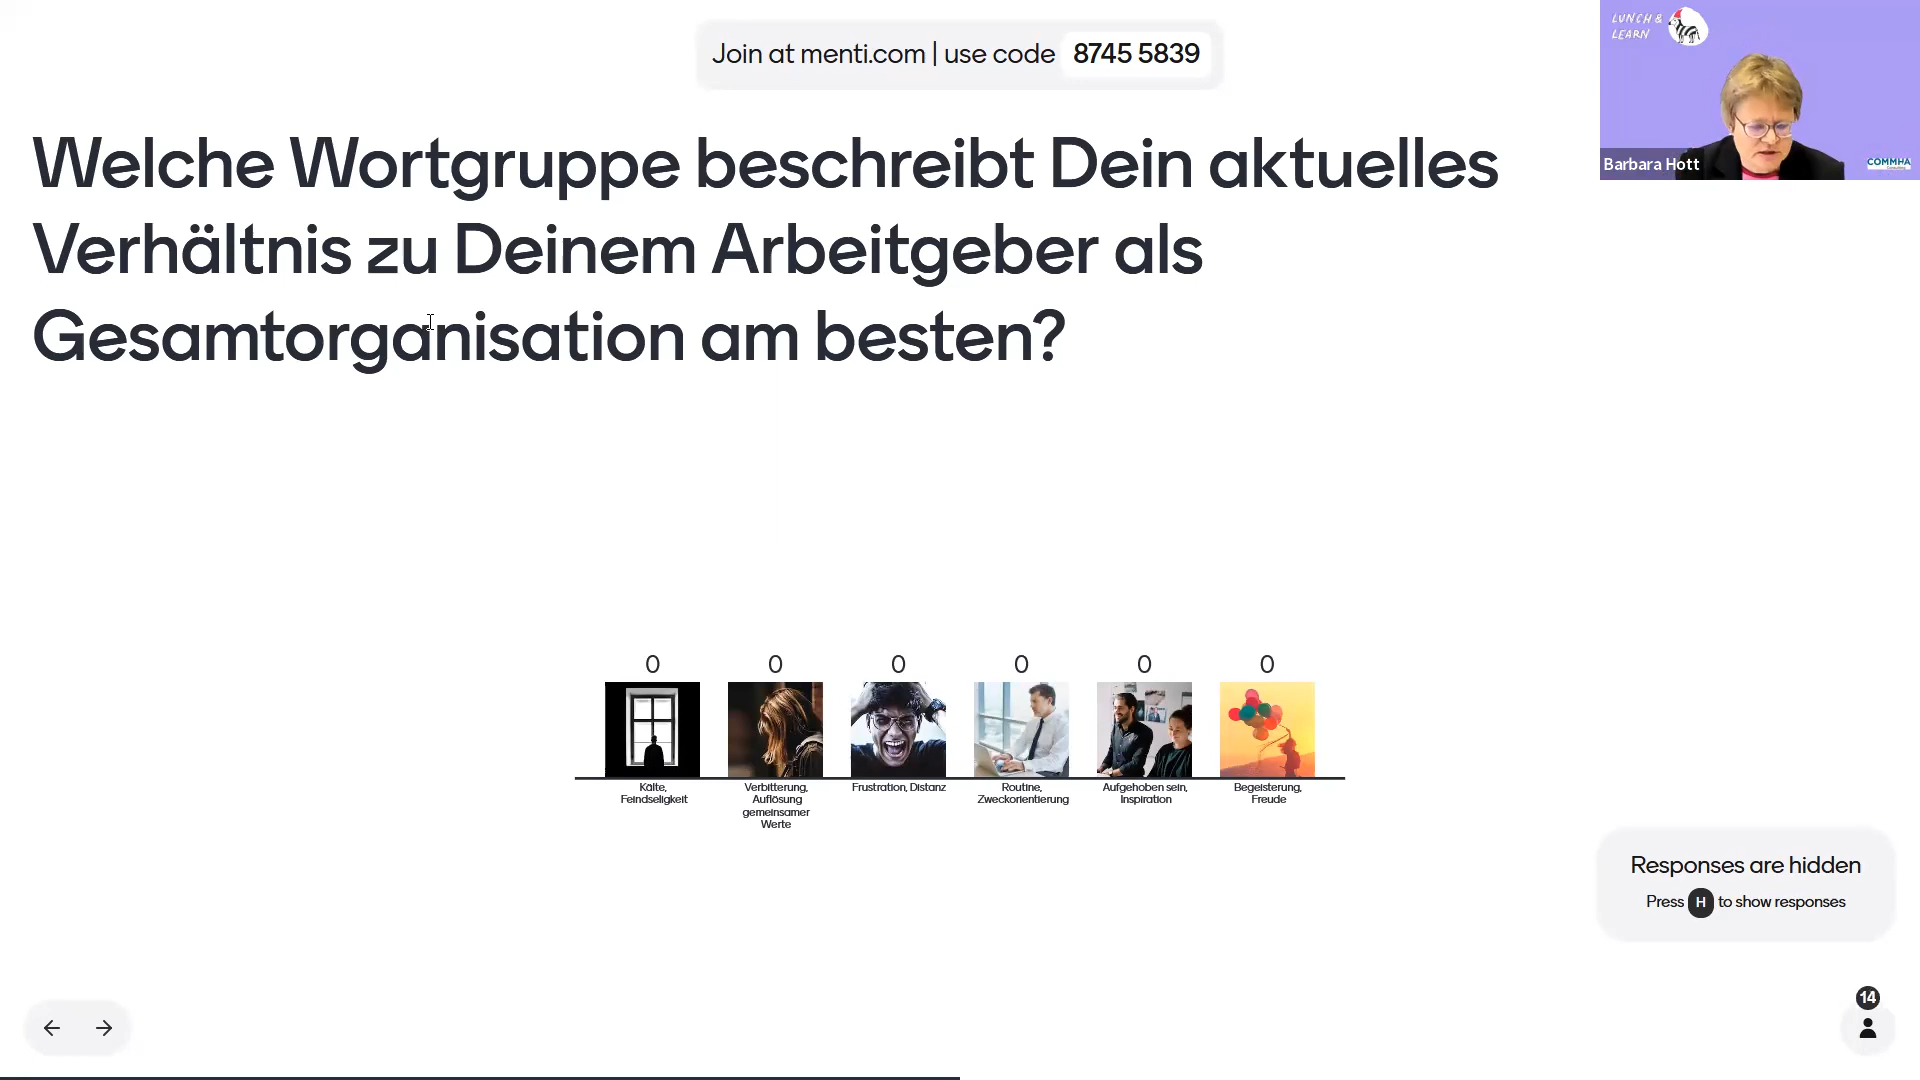 Join at menti.com | use code 8745 5839
LUNCH &
LEARN
Barbara Hott
COMMHA
Welche Wortgruppe beschreibt Dein aktuelles
Verhältnis zu Deinem Arbeitgeber als
Gesamtorganisation am besten?
0
0
0
0
0
0
Kälte,
Feindseligkeit
Verbitterung,
Auflösung
gemeinsamer
Werte
Frustration, Distanz
Routine,
Zweckorientierung
Aufgehoben sein,
Inspiration
Begeisterung,
Freude
Responses are hidden
Press H to show responses
14